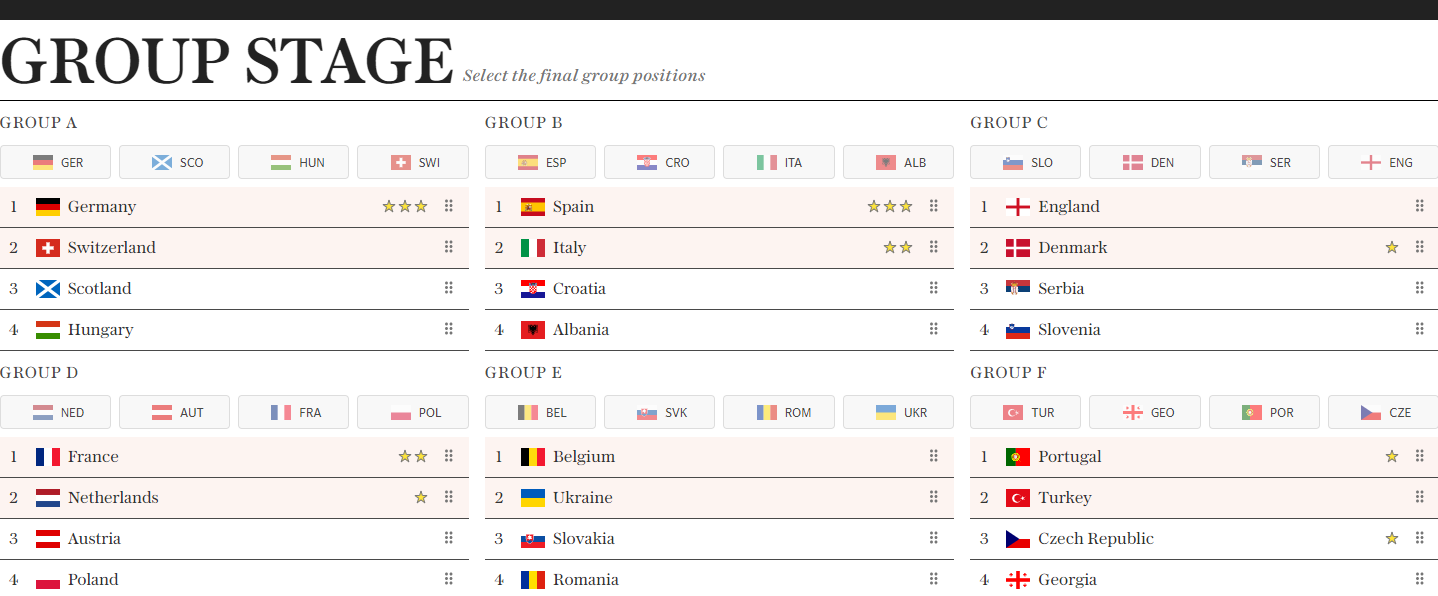 GROUP STAGE Select the final group positions
GROUP A
GER SCO HUN SWI
1 Germany
2 Switzerland
3 Scotland
4 Hungary
GROUP B
ESP CRO ITA ALB
1 Spain
2 Italy
3 Croatia
4 Albania
GROUP C
SLO DEN SER ENG
1 England
2 Denmark
3 Serbia
4 Slovenia
GROUP D
NED AUT FRA POL
1 France
2 Netherlands
3 Austria
4 Poland
GROUP E
BEL SVK ROM UKR
1 Belgium
2 Ukraine
3 Slovakia
4 Romania
GROUP F
TUR GEO POR CZE
1 Portugal
2 Turkey
3 Czech Republic
4 Georgia